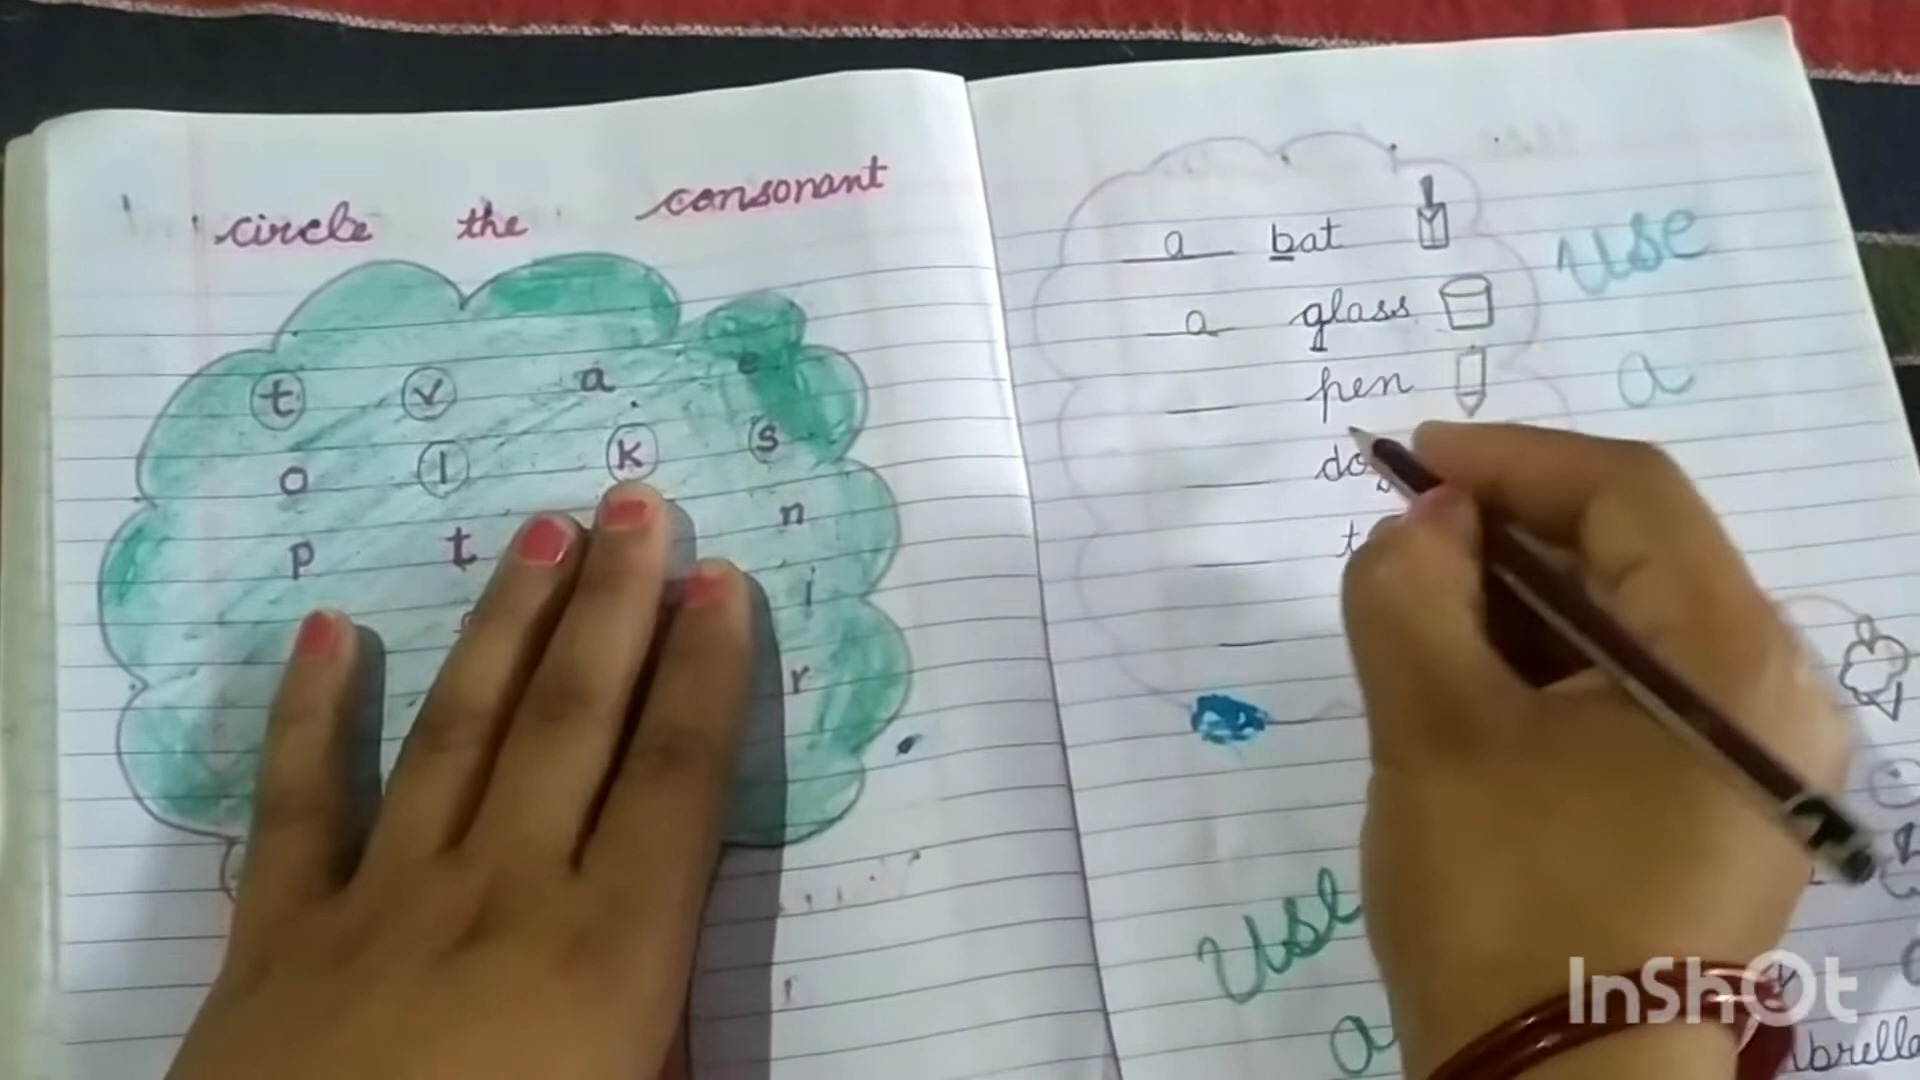 circle the consonant
t v a e
o l k s
p t n
i
r
a bat
a glass
pen
use
a
use
a
InShOt